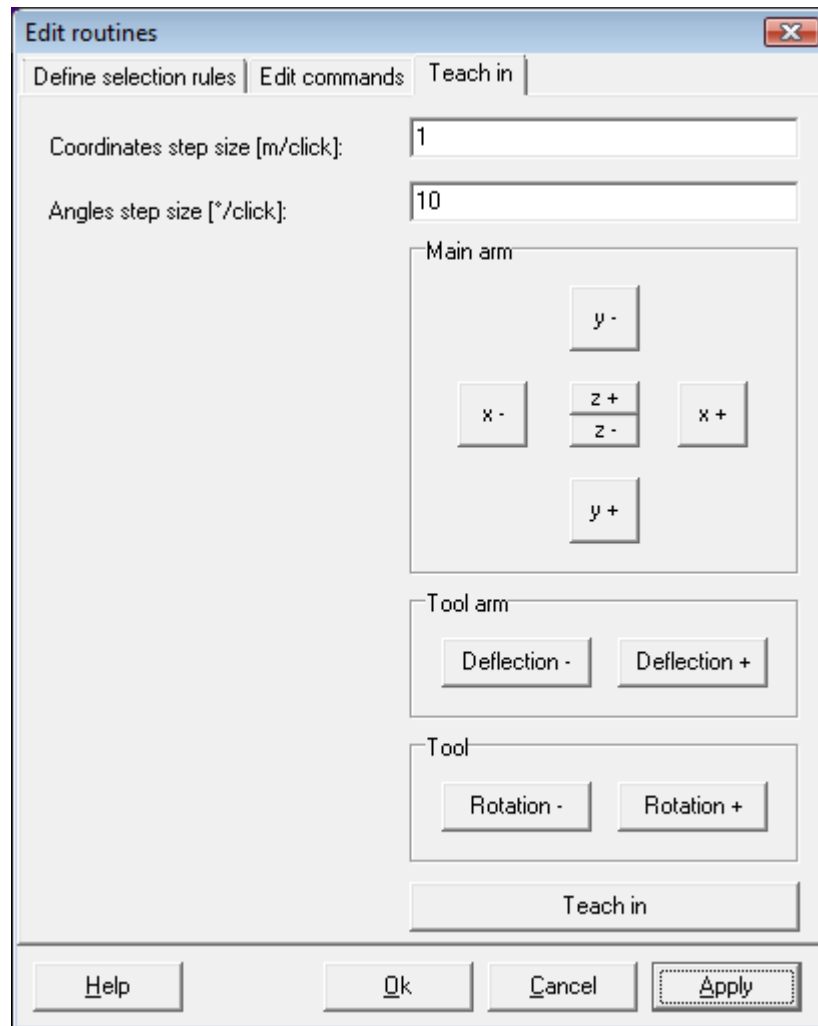 Edit routines
Define selection rules Edit commands Teach in
Coordinates step size [m/click]: 1
Angles step size [°/click]: 10
Main arm
y -
x - z + x +
z -
y +
Tool arm
Deflection - Deflection +
Tool
Rotation - Rotation +
Teach in
Help Ok Cancel Apply